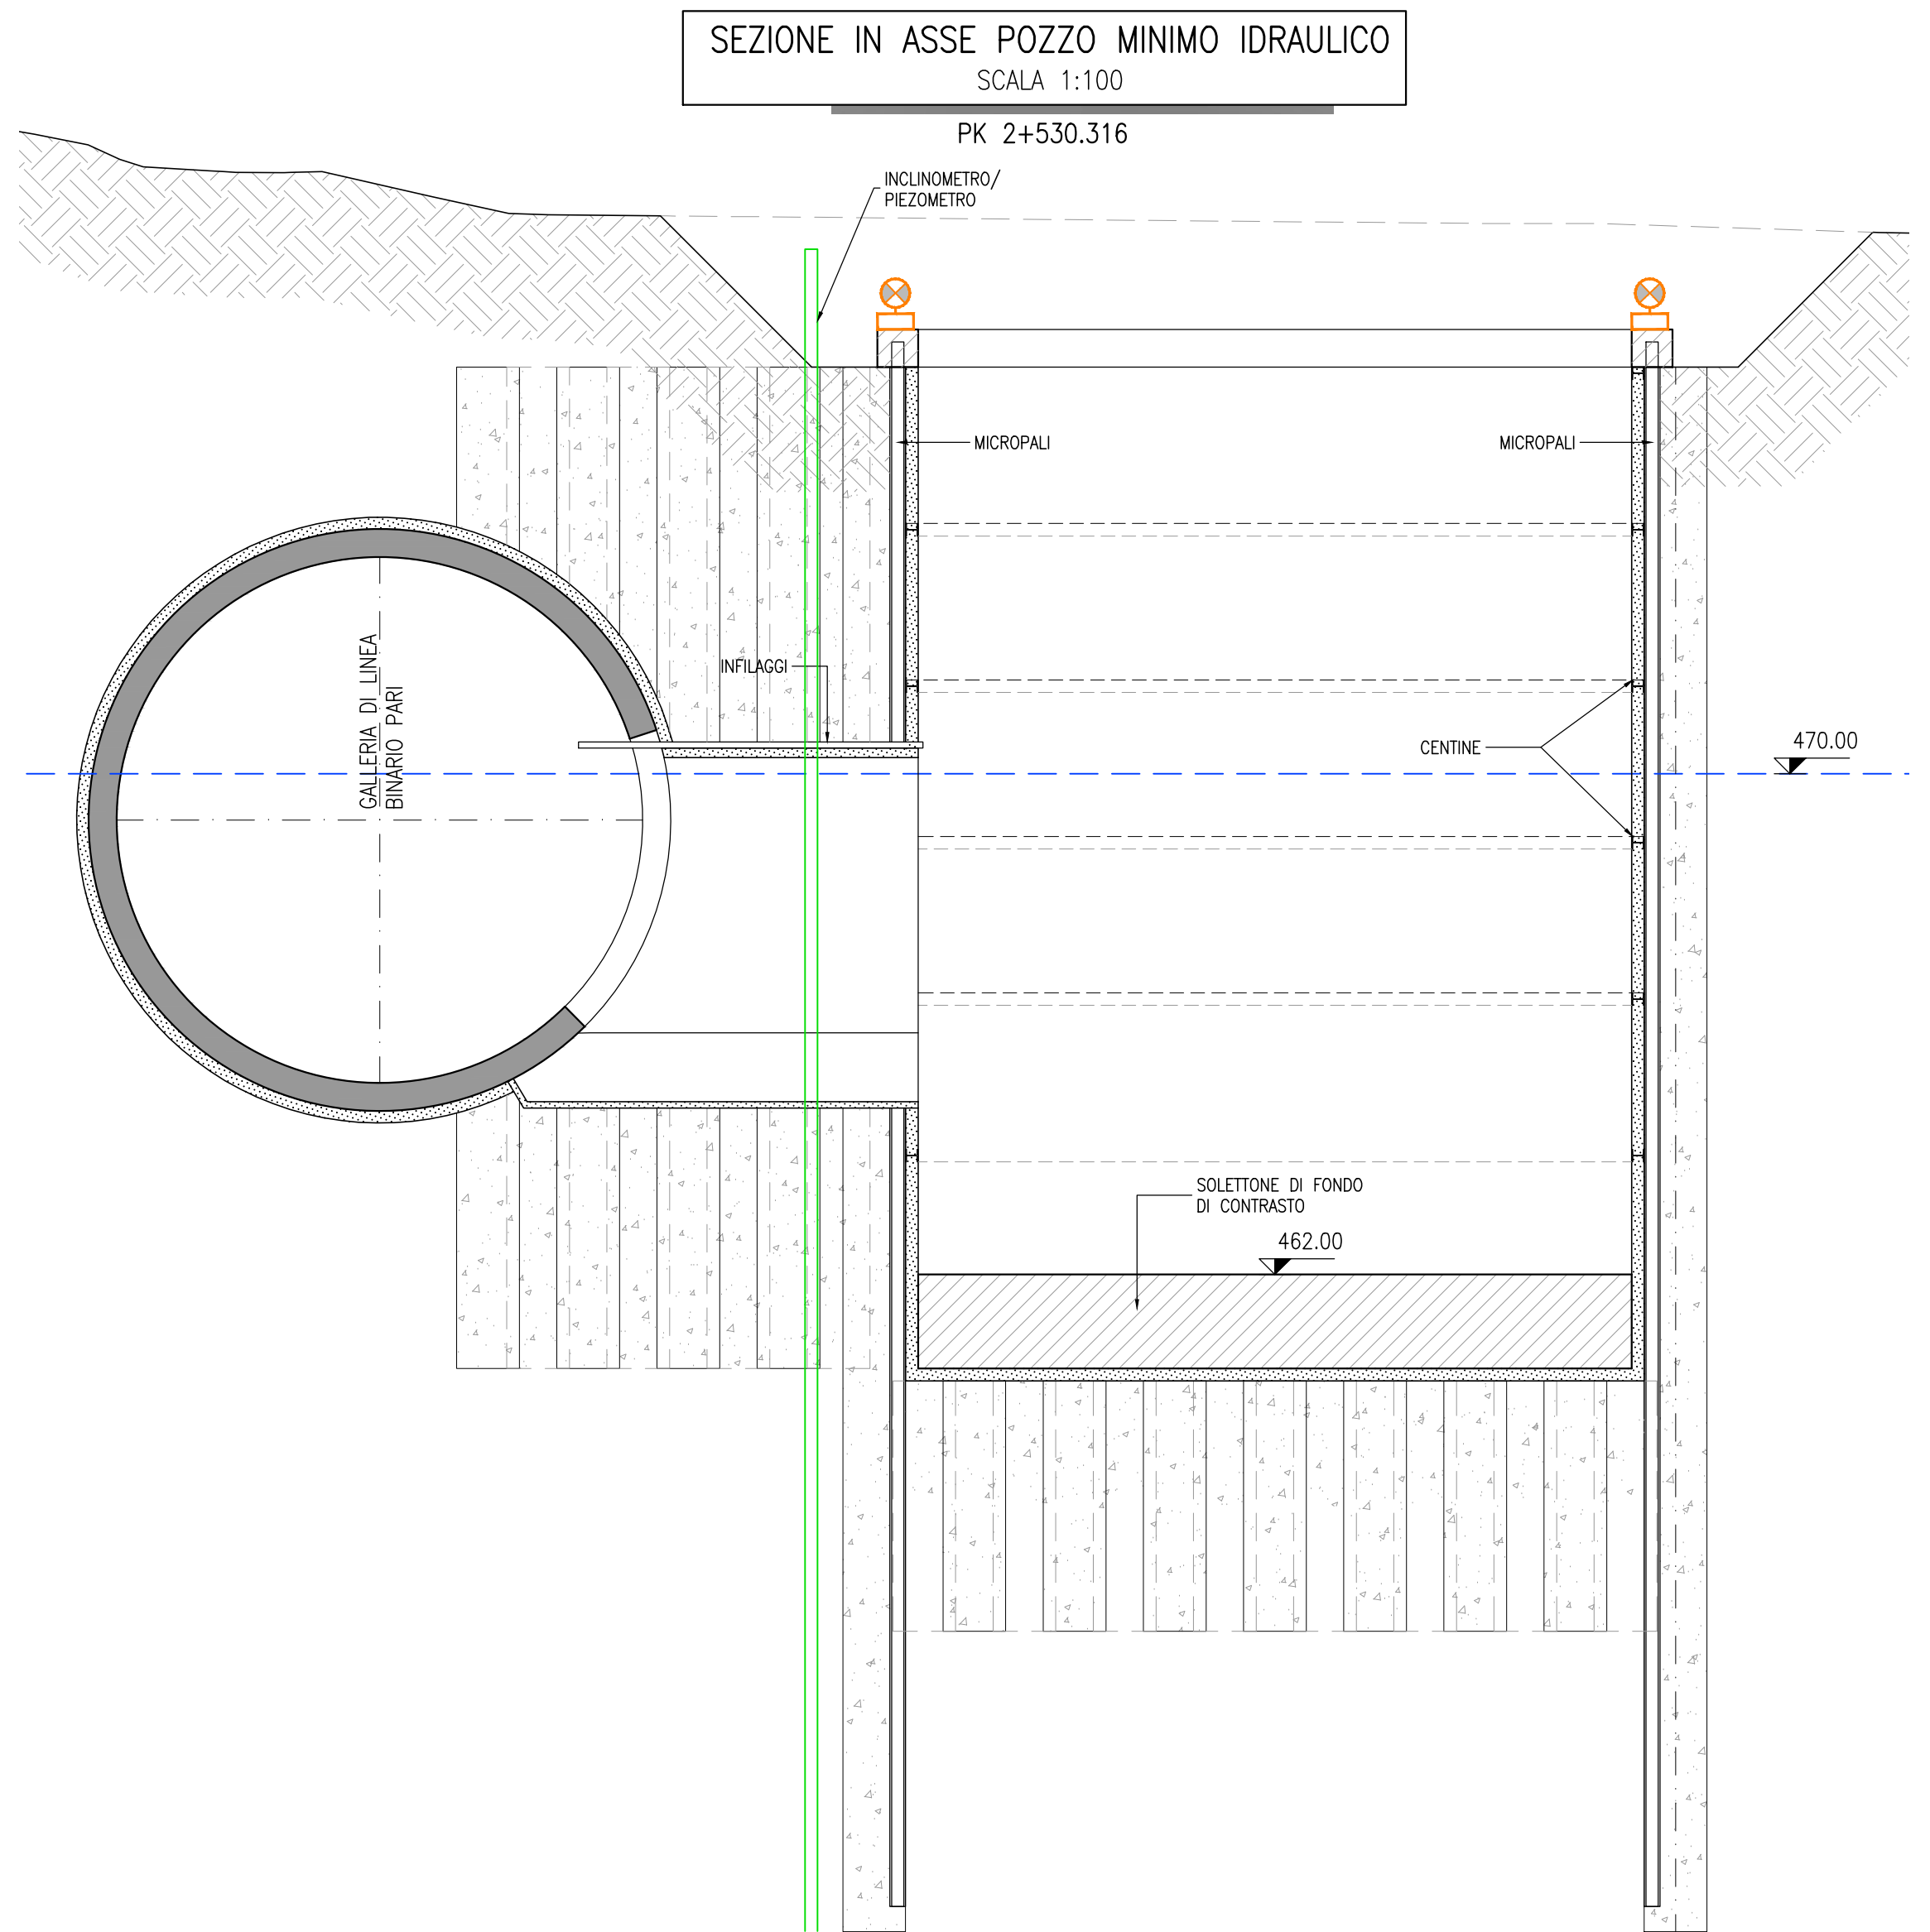 SEZIONE IN ASSE POZZO MINIMO IDRAULICO
SCALA 1:100
PK 2+530.316
INCLINOMETRO/
PIEZOMETRO
MICROPALI
MICROPALI
GALLERIA DI LINEA
BINARIO PARI
INFILAGGI
CENTINE
470.00
SOLETTONE DI FONDO
DI CONTRASTO
462.00